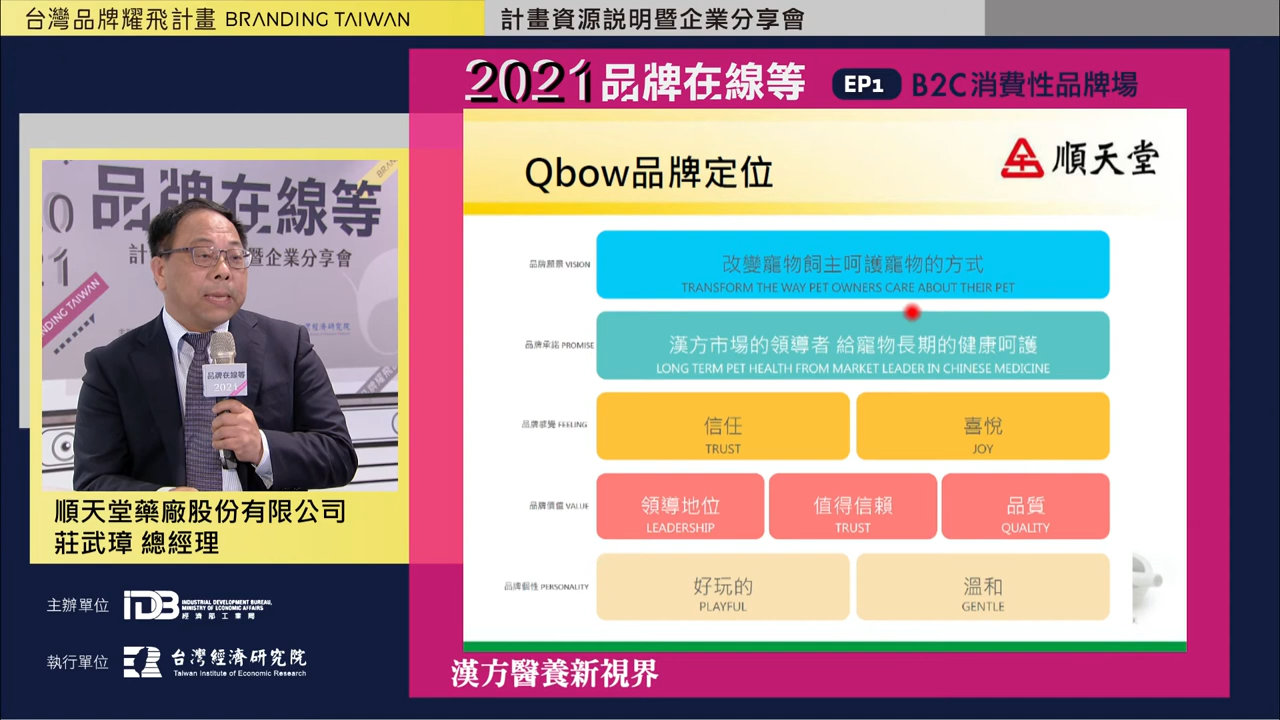 台灣品牌耀飛計畫 BRANDING TAIWAN
計畫資源説明暨企業分享會
2021品牌在線等 EP1 B2C消費性品牌場
品牌在線等
暨企業分享會
NDING TAIWAN
品牌在線等
2021
順天堂藥廠股份有限公司
莊武璋 總經理
主辦單位 IDB INDUSTRIAL DEVELOPMENT BUREAU,
MINISTRY OF ECONOMIC AFFAIRS
經濟部工業局
執行單位 台灣經濟研究院
Taiwan Institute of Economic Research
Qbow品牌定位
順天堂
品牌願景 VISION
改變寵物飼主呵護寵物的方式
TRANSFORM THE WAY PET OWNERS CARE ABOUT THEIR PET
品牌承諾 PROMISE
漢方市場的領導者 給寵物長期的健康呵護
LONG TERM PET HEALTH FROM MARKET LEADER IN CHINESE MEDICINE
品牌感覺 FEELING
信任
TRUST
喜悅
JOY
品牌價值 VALUE
領導地位
LEADERSHIP
值得信賴
TRUST
品質
QUALITY
品牌個性 PERSONALITY
好玩的
PLAYFUL
溫和
GENTLE
漢方醫養新視界